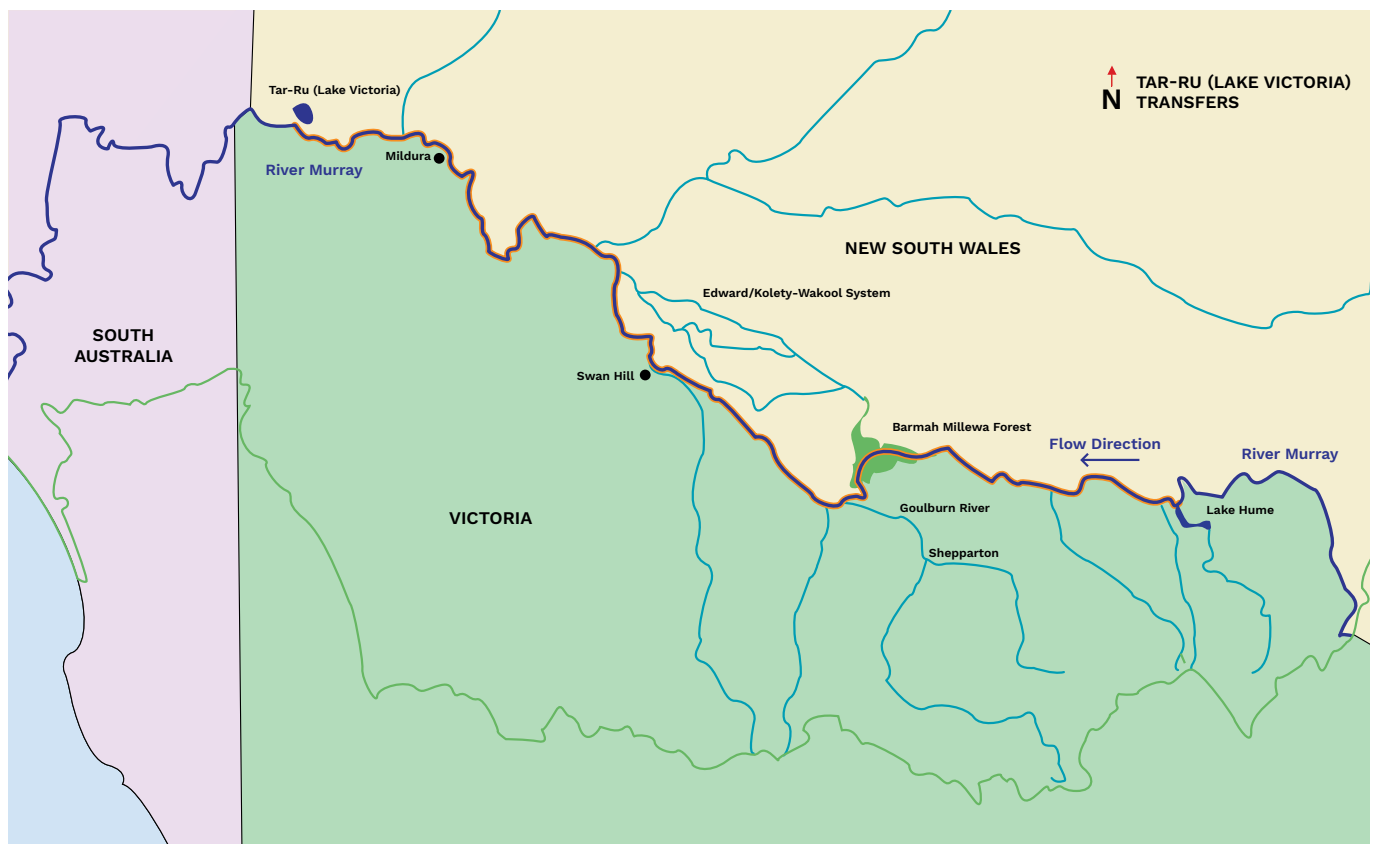 TAR-RU (LAKE VICTORIA)
TRANSFERS
N
Tar-Ru (Lake Victoria)
Mildura
River Murray
NEW SOUTH WALES
Edward/Kolety-Wakool System
SOUTH
AUSTRALIA
Swan Hill
Barmah Millewa Forest
Flow Direction
River Murray
Goulburn River
Lake Hume
VICTORIA
Shepparton